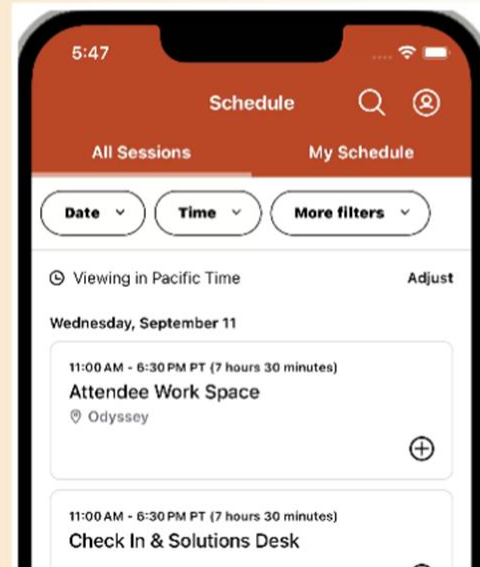 5:47
Schedule
All Sessions My Schedule
Date Time More filters
Viewing in Pacific Time Adjust
Wednesday, September 11
11:00 AM - 6:30 PM PT (7 hours 30 minutes)
Attendee Work Space
Odyssey
11:00 AM - 6:30 PM PT (7 hours 30 minutes)
Check In & Solutions Desk